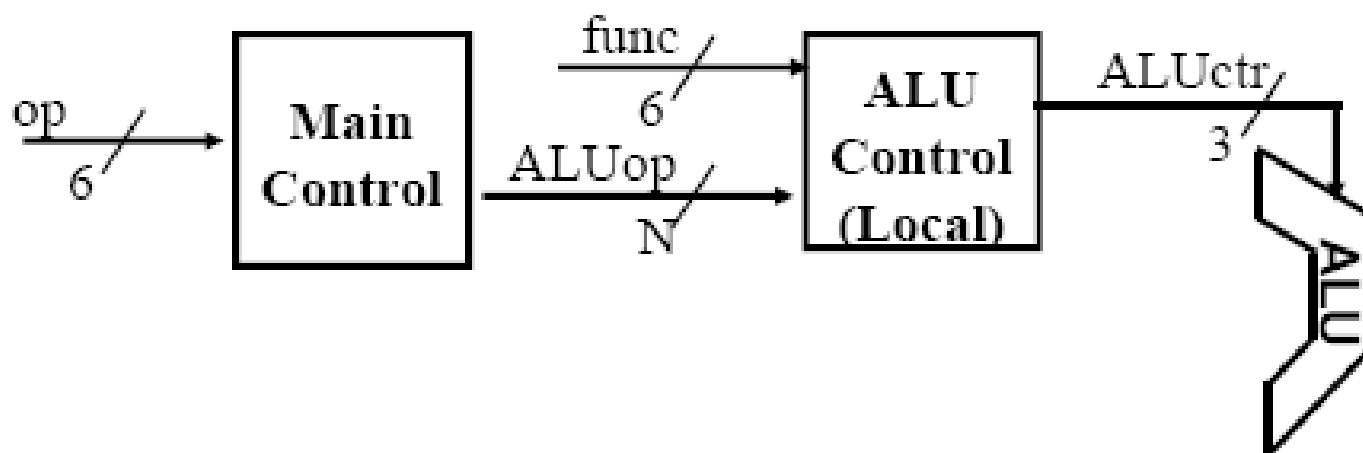 op
6
Main
Control
func
6
ALUop
N
ALU
Control
(Local)
ALUctr
3
ALU